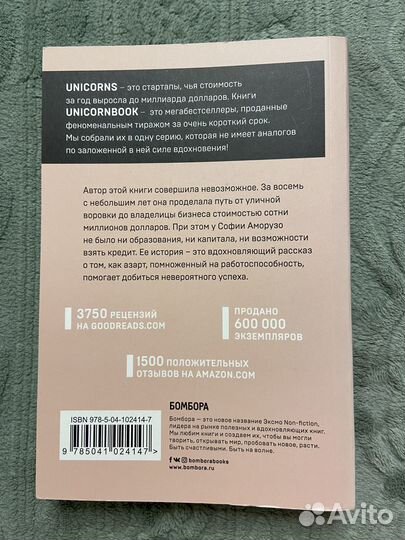 UNICORNS – это стартапы, чья стоимость
за год выросла до миллиарда долларов. Книги
UNICORNBOOK – это мегабестселлеры, проданные
феноменальным тиражом за очень короткий срок.
Мы собрали их в одну серию, которая не имеет аналогов
по заложенной в ней силе вдохновения!
Автор этой книги совершила невозможное. За восемь
с небольшим лет она проделала путь от уличной
воровки до владелицы бизнеса стоимостью сотни
миллионов долларов. При этом у Софии Аморузо
не было ни образования, ни капитала, ни возможности
взять кредит. Ее история – это вдохновляющий рассказ
о том, как азарт, помноженный на работоспособность,
помогает добиться невероятного успеха.
3750 РЕЦЕНЗИЙ
НА GOODREADS.COM
ПРОДАНО
600 000
ЭКЗЕМПЛЯРОВ
1500 ПОЛОЖИТЕЛЬНЫХ
ОТЗЫВОВ НА AMAZON.COM
ISBN 978-5-04-102414-7
9 785041 024147 >
БОМБОРА
Бомбора – это новое название Эксмо Non-fiction,
лидера на рынке полезных и вдохновляющих книг.
Мы любим книги и создаем их, чтобы вы могли
творить, открывать мир, пробовать новое, расти.
Быть счастливыми. Быть на волне.
bomborabooks
www.bombora.ru
Avito